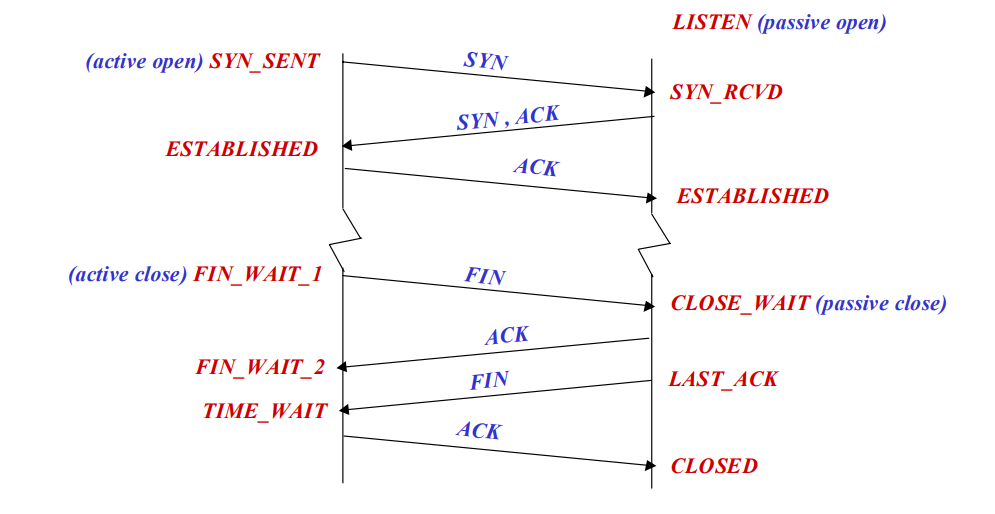 LISTEN (passive open)
(active open) SYN_SENT
SYN
SYN_RCVD
SYN , ACK
ESTABLISHED
ACK
ESTABLISHED
(active close) FIN_WAIT_1
FIN
CLOSE_WAIT (passive close)
ACK
FIN_WAIT_2
FIN
LAST_ACK
TIME_WAIT
ACK
CLOSED